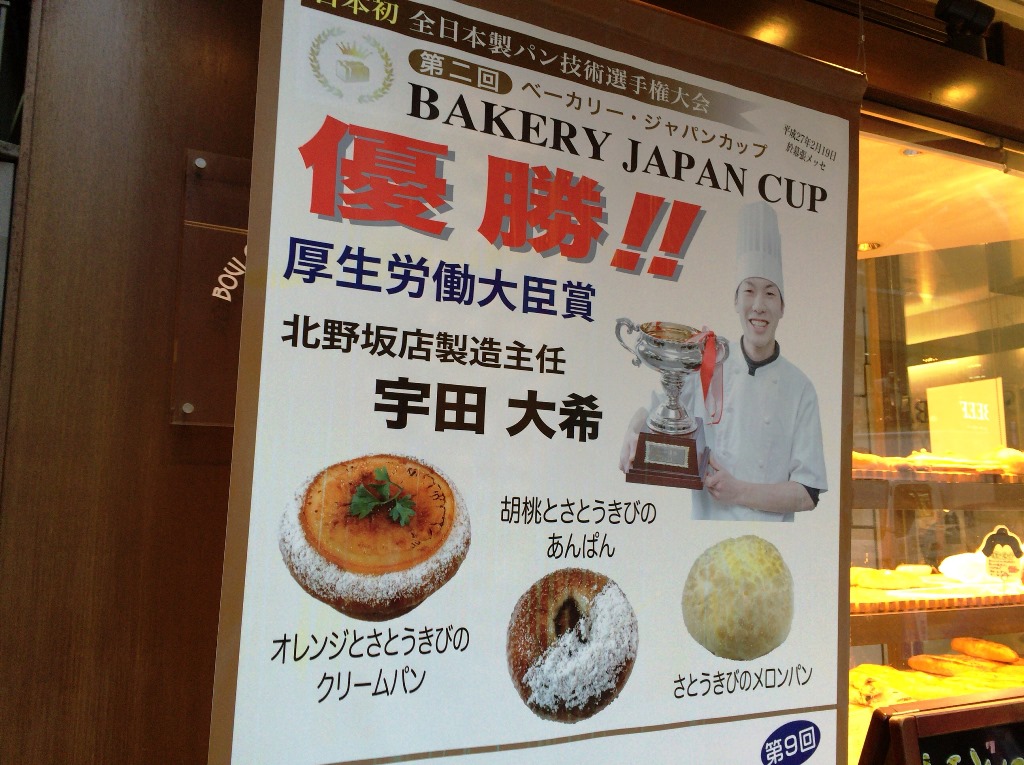 日本初 全日本製パン技術選手権大会
第二回 ベーカリー・ジャパンカップ
BAKERY JAPAN CUP
平成27年2月19日
於幕張メッセ
優勝!!
厚生労働大臣賞
北野坂店製造主任
宇田 大希
胡桃とさとうきびの
あんぱん
オレンジとさとうきびの
クリームパン
さとうきびのメロンパン
第9回